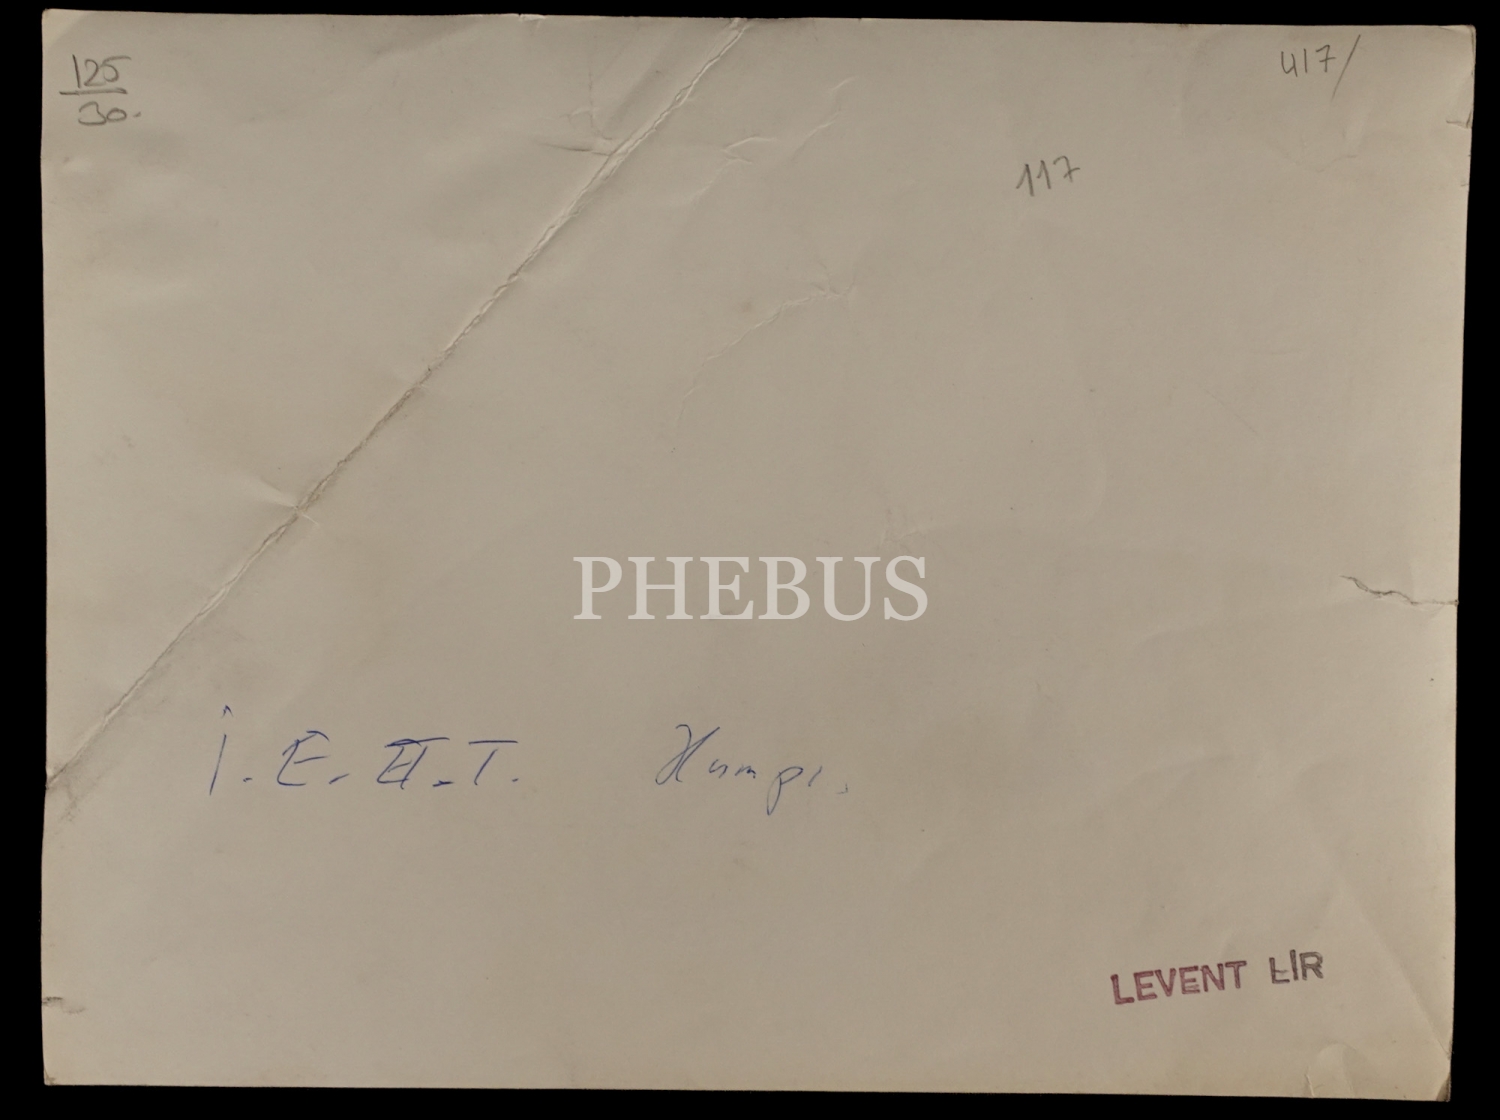 125
30.
417/
117
PHEBUS
İ.E.T.T.
LEVENT LİR